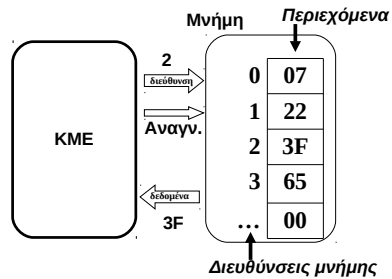 Μνήμη
Περιεχόμενα
2
διεύθυνση
Αναγν.
ΚΜΕ
δεδομένα
3F
0 07
1 22
2 3F
3 65
... 00
Διευθύνσεις μνήμης